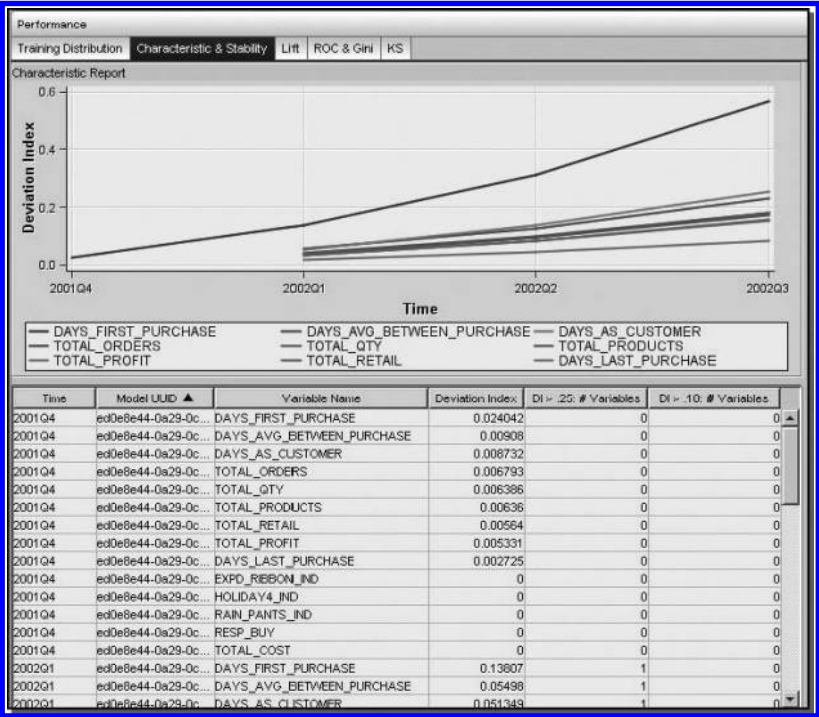 Performance
Training Distribution Characteristic & Stability Lift ROC & Gini KS
Characteristic Report
0.6
0.4
0.2
0.0
Deviation Index
2001Q4 2002Q1 2002Q2 2002Q3
Time
DAYS_FIRST_PURCHASE DAYS_AVG_BETWEEN_PURCHASE DAYS_AS_CUSTOMER
TOTAL_ORDERS TOTAL_QTY TOTAL_PRODUCTS
TOTAL_PROFIT TOTAL_RETAIL DAYS_LAST_PURCHASE
Time Model UUID ▲ Variable Name Deviation Index DI > .25: # Variables DI > .10: # Variables
2001Q4 ed0e8e44-0a29-0c... DAYS_FIRST_PURCHASE 0.024042 0 0
2001Q4 ed0e8e44-0a29-0c... DAYS_AVG_BETWEEN_PURCHASE 0.00908 0 0
2001Q4 ed0e8e44-0a29-0c... DAYS_AS_CUSTOMER 0.008732 0 0
2001Q4 ed0e8e44-0a29-0c... TOTAL_ORDERS 0.006793 0 0
2001Q4 ed0e8e44-0a29-0c... TOTAL_QTY 0.006386 0 0
2001Q4 ed0e8e44-0a29-0c... TOTAL_PRODUCTS 0.00636 0 0
2001Q4 ed0e8e44-0a29-0c... TOTAL_RETAIL 0.00564 0 0
2001Q4 ed0e8e44-0a29-0c... TOTAL_PROFIT 0.005331 0 0
2001Q4 ed0e8e44-0a29-0c... DAYS_LAST_PURCHASE 0.002725 0 0
2001Q4 ed0e8e44-0a29-0c... EXPD_RIBBON_IND 0 0 0
2001Q4 ed0e8e44-0a29-0c... HOLIDAY4_IND 0 0 0
2001Q4 ed0e8e44-0a29-0c... RAIN_PANTS_IND 0 0 0
2001Q4 ed0e8e44-0a29-0c... RESP_BUY 0 0 0
2001Q4 ed0e8e44-0a29-0c... TOTAL_COST 0 0 0
2002Q1 ed0e8e44-0a29-0c... DAYS_FIRST_PURCHASE 0.13807 1 0
2002Q1 ed0e8e44-0a29-0c... DAYS_AVG_BETWEEN_PURCHASE 0.05498 1 0
2002Q1 ed0e8e44-0a29-0c... DAYS_AS_CUSTOMER 0.051349 1 0